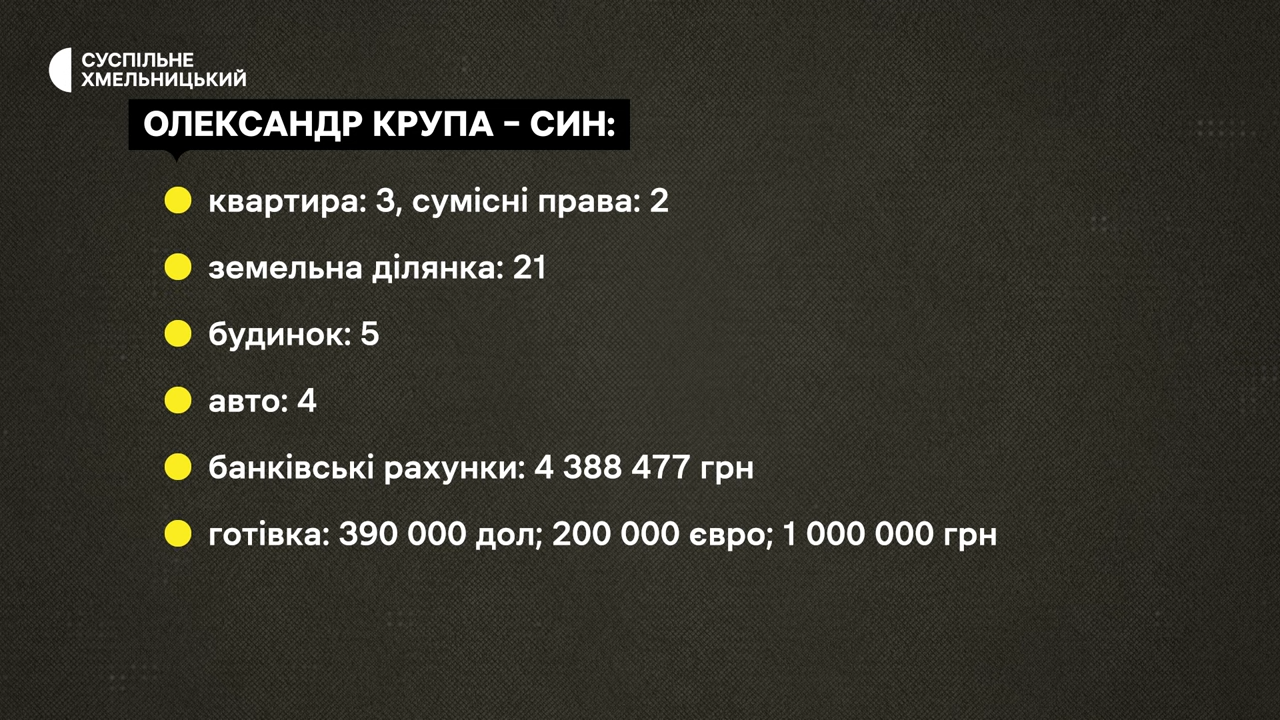 СУСПІЛЬНЕ
ХМЕЛЬНИЦЬКИЙ
ОЛЕКСАНДР КРУПА – СИН:
квартира: 3, сумісні права: 2
земельна ділянка: 21
будинок: 5
авто: 4
банківські рахунки: 4 388 477 грн
готівка: 390 000 дол; 200 000 євро; 1 000 000 грн